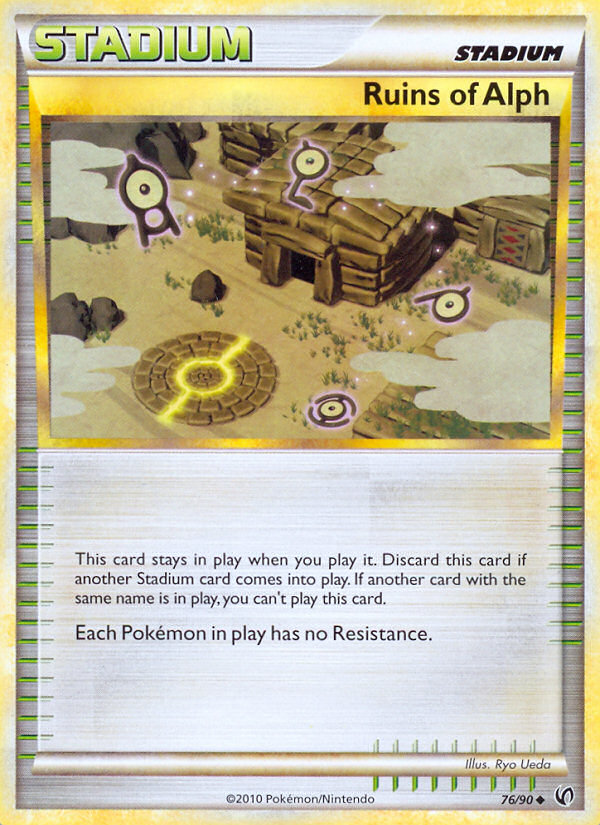 STADIUM
STADIUM
Ruins of Alph
This card stays in play when you play it. Discard this card if
another Stadium card comes into play. If another card with the
same name is in play, you can't play this card.
Each Pokémon in play has no Resistance.
Illus. Ryo Ueda
©2010 Pokémon/Nintendo
76/90